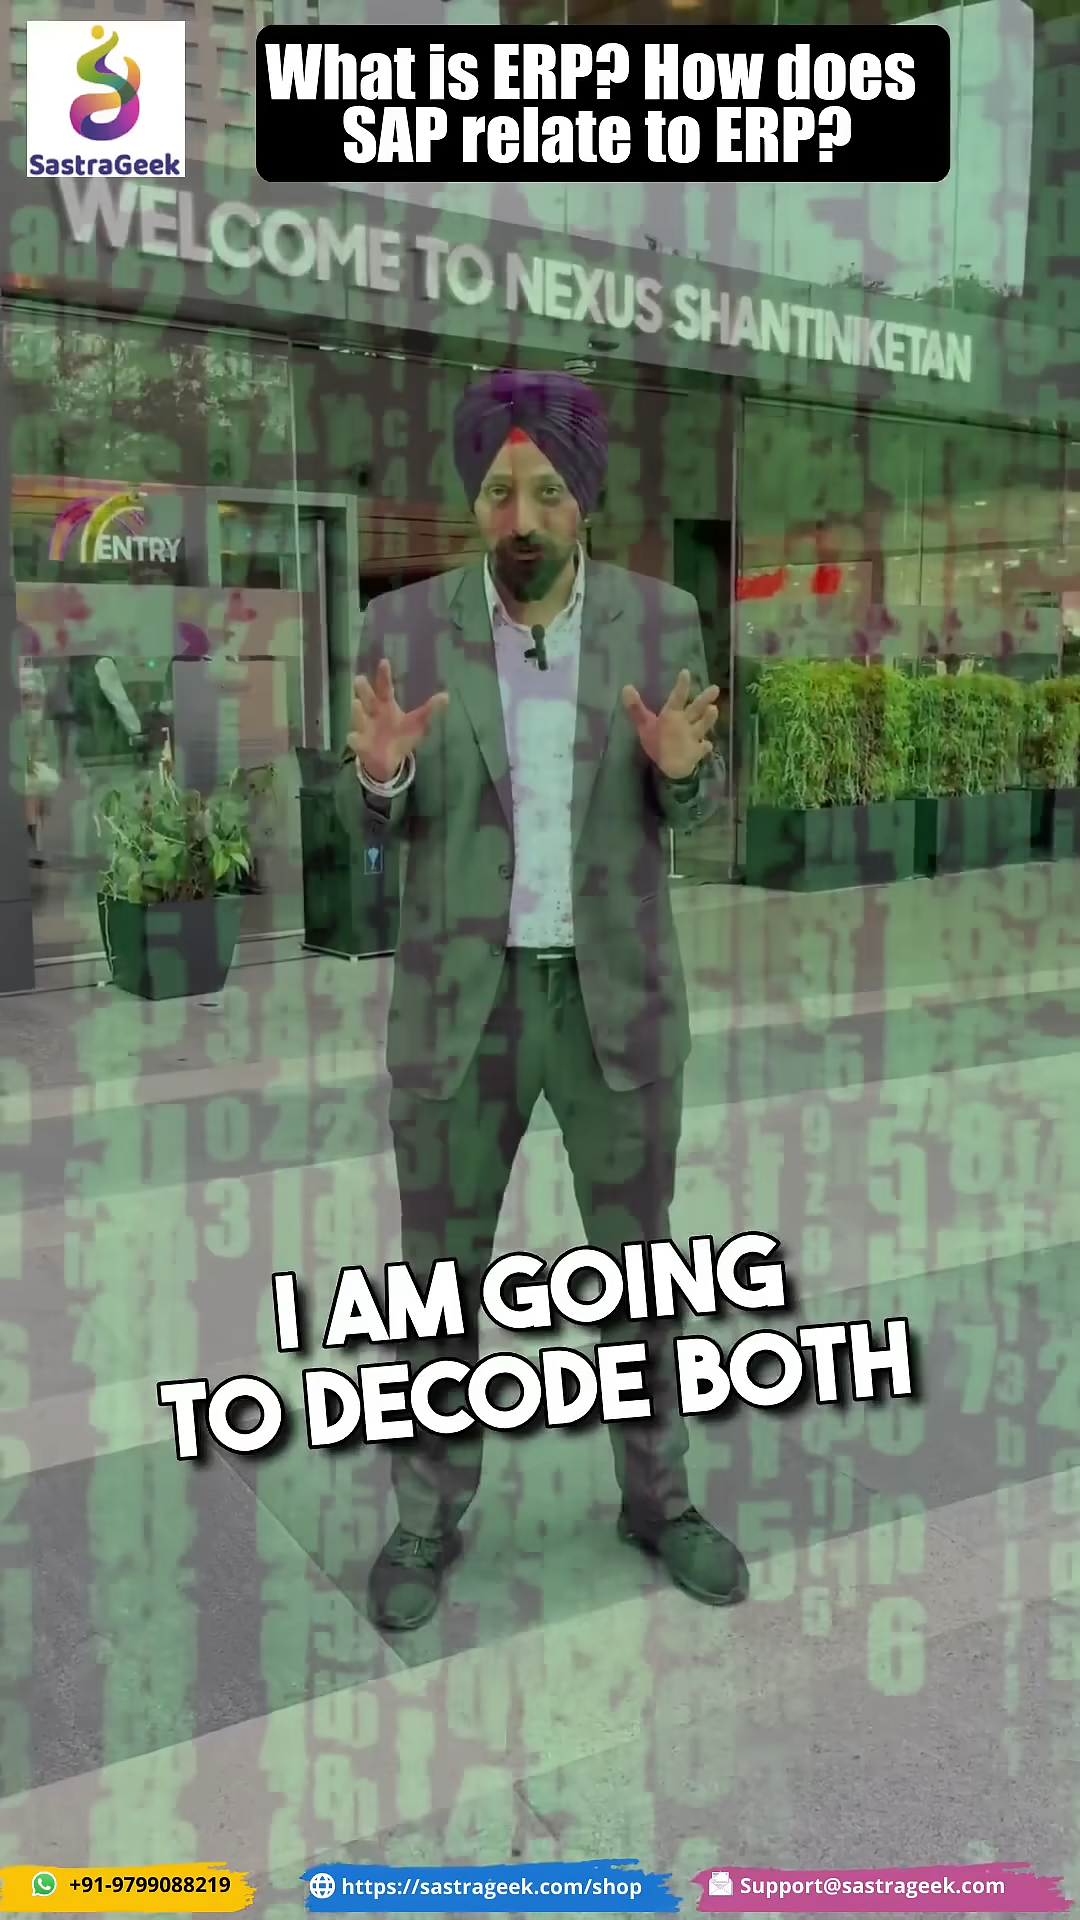 SastraGeek
What is ERP? How does
SAP relate to ERP?
WELCOME TO NEXUS SHANTINIKETAN
ENTRY
I AM GOING
TO DECODE BOTH
+91-9799088219
https://sastrageek.com/shop
Support@sastrageek.com